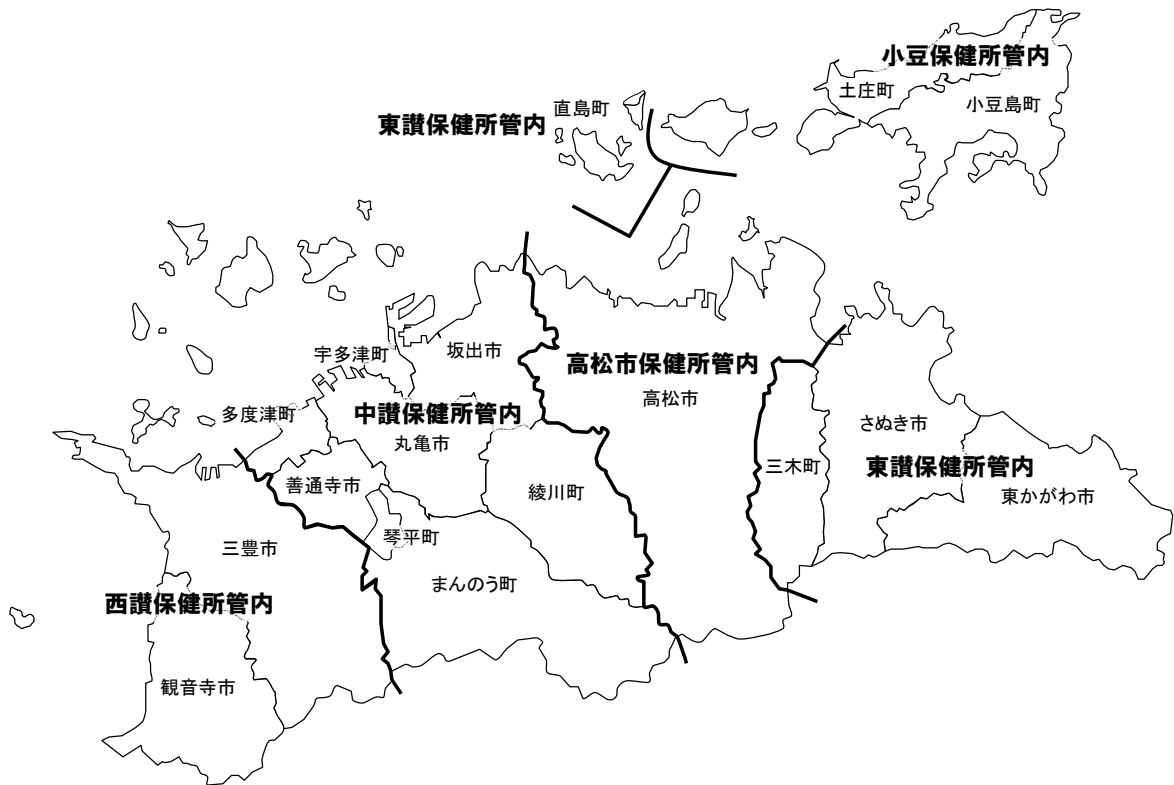 小豆保健所管内
土庄町
小豆島町
直島町
東讃保健所管内
宇多津町
坂出市
高松市保健所管内
高松市
多度津町
中讃保健所管内
丸亀市
さぬき市
三木町
東讃保健所管内
善通寺市
綾川町
東かがわ市
琴平町
三豊市
まんのう町
西讃保健所管内
観音寺市